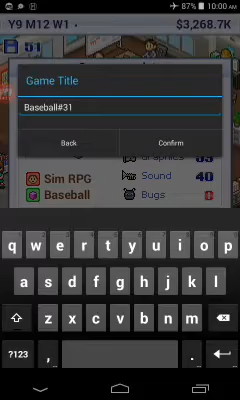 87% 10:00 AM
Y9 M12 W1 $3,268.7K
51
Game Title
Baseball#31
Back Confirm
Graphics
Sim RPG Sound 40
Baseball Bugs 0
q w e r t y u i o p
a s d f g h j k l
z x c v b n m
?123 , .